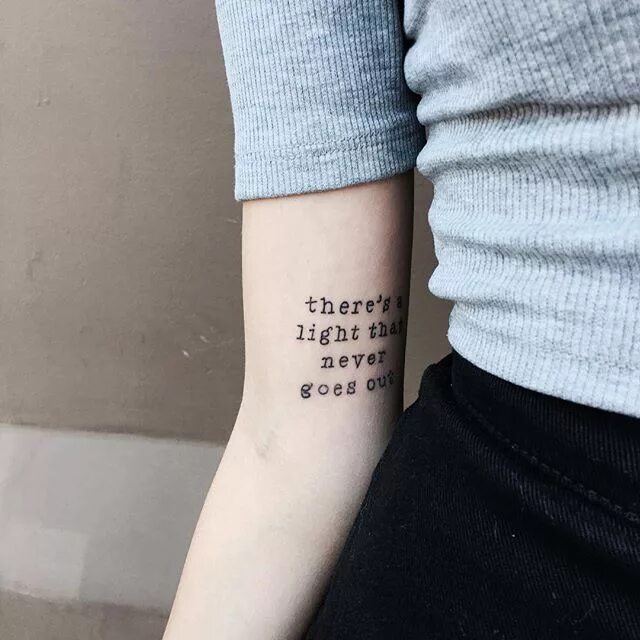 there's a
light that
never
goes out